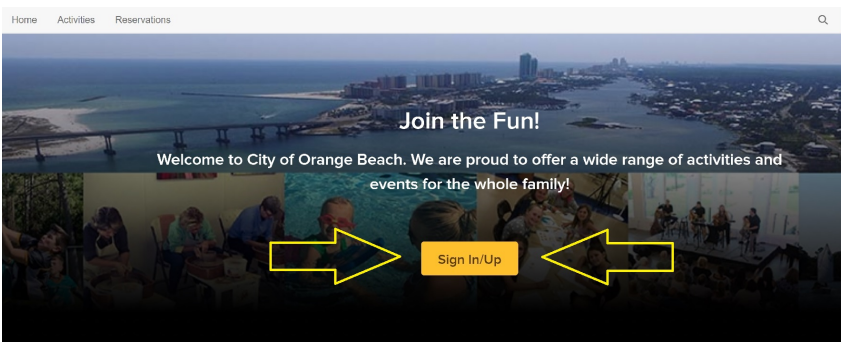 Home Activities Reservations
Join the Fun!
Welcome to City of Orange Beach. We are proud to offer a wide range of activities and
events for the whole family!
Sign In/Up